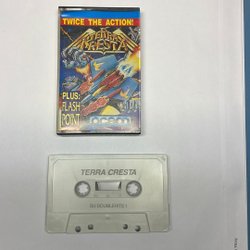 TWICE THE ACTION!
TERRA
CRESTA
PLUS:
FLASH
POINT
ocean
TERRA CRESTA